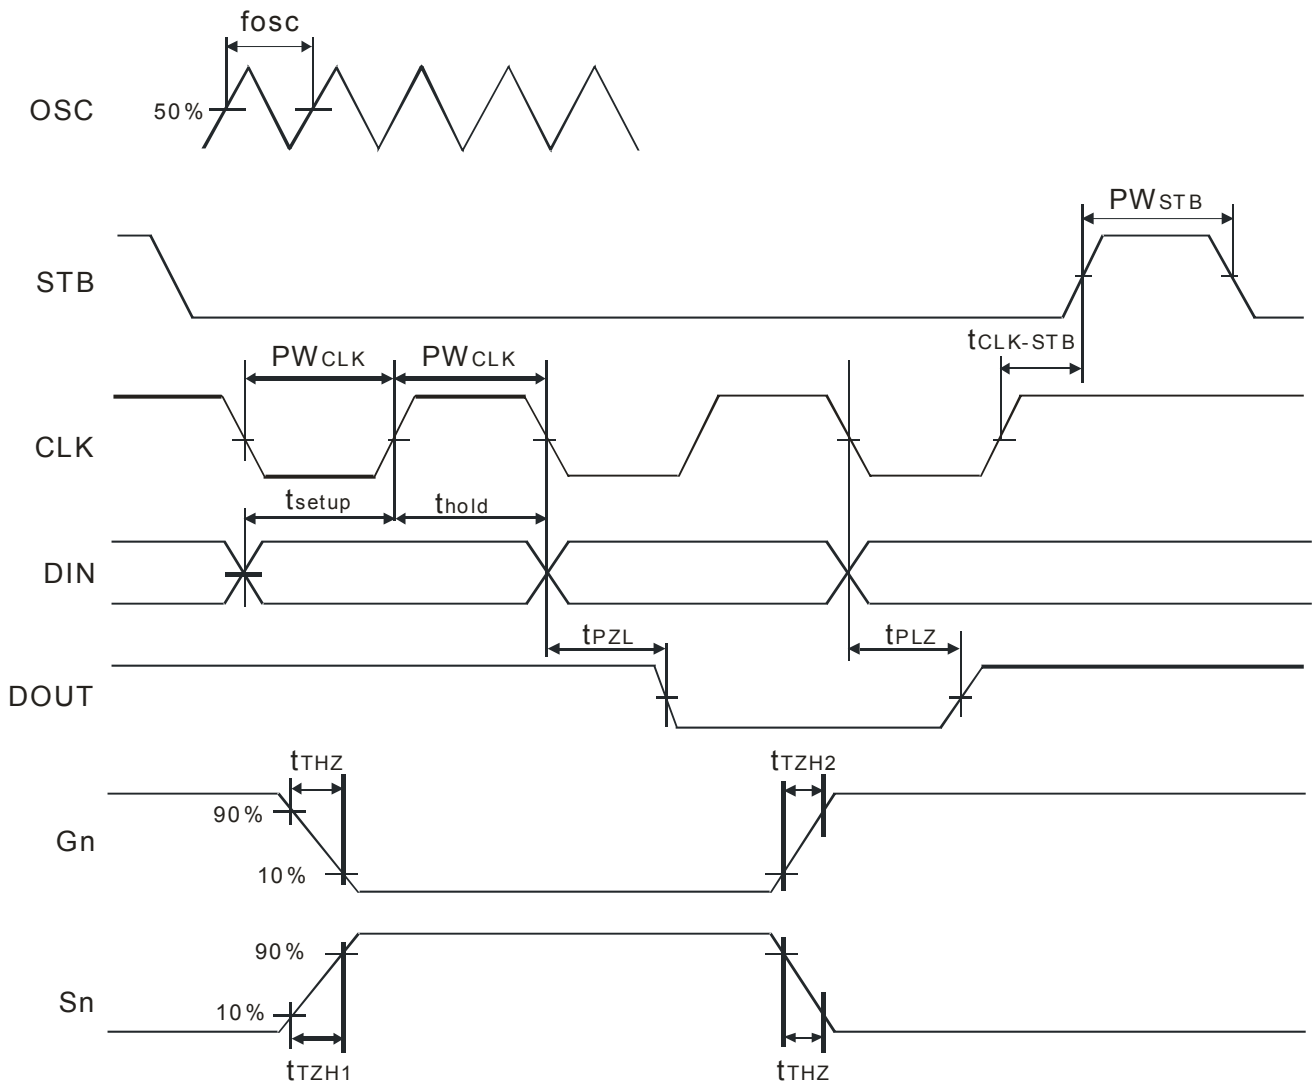 fosc
OSC
50%
PWSTB
STB
tCLK-STB
PWCLK PWCLK
CLK
tsetup thold
DIN
tPZL tPLZ
DOUT
tTHZ tTZH2
90%
Gn
10%
90%
Sn
10%
tTZH1 tTHZ